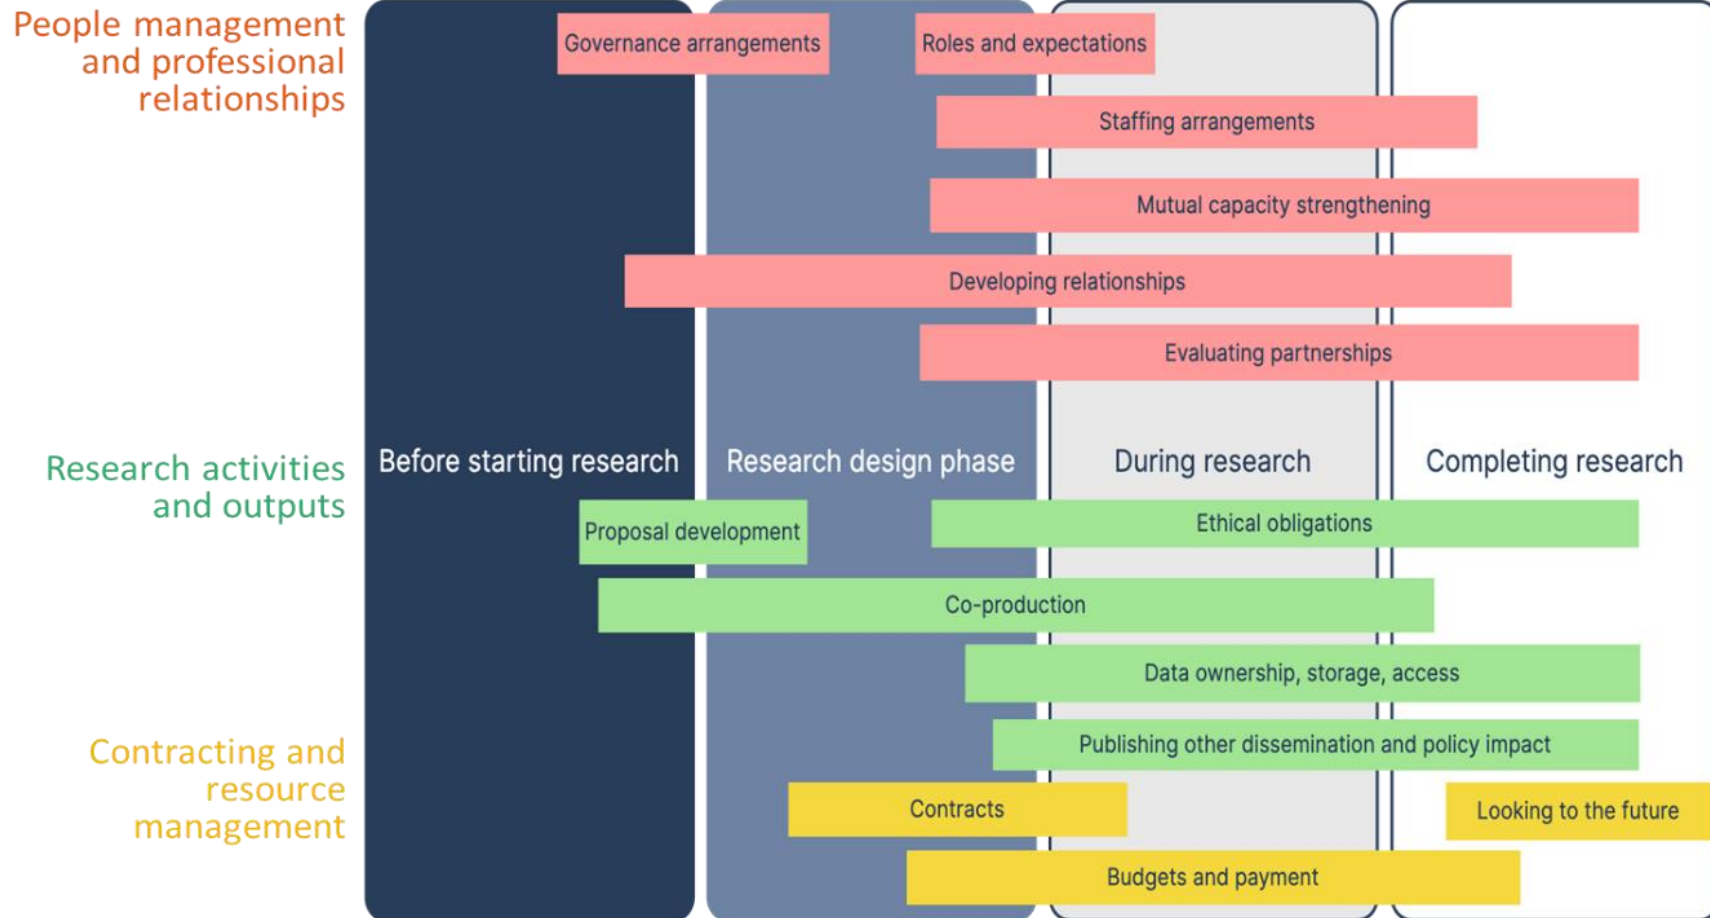 People management
and professional
relationships
Governance arrangements
Roles and expectations
Staffing arrangements
Mutual capacity strengthening
Developing relationships
Evaluating partnerships
Research activities
and outputs
Before starting research
Research design phase
During research
Completing research
Proposal development
Ethical obligations
Co-production
Data ownership, storage, access
Publishing other dissemination and policy impact
Contracting and
resource
management
Contracts
Looking to the future
Budgets and payment